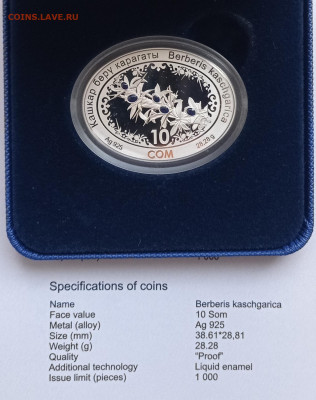 COINS.LAVE.RU
Кашкар бөрү карагаты Berberis kaschgarica
10
СОМ
Ag 925
28.28 g
Specifications of coins
Name Berberis kaschgarica
Face value 10 Som
Metal (alloy) Ag 925
Size (mm) 38.61*28,81
Weight (g) 28.28
Quality "Proof"
Additional technology Liquid enamel
Issue limit (pieces) 1 000